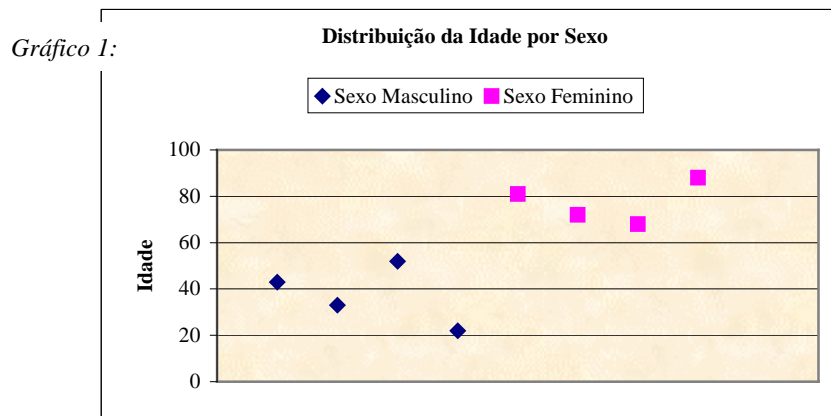 Gráfico 1:
Distribuição da Idade por Sexo
Sexo Masculino Sexo Feminino
100
80
60
40
20
0
Idade